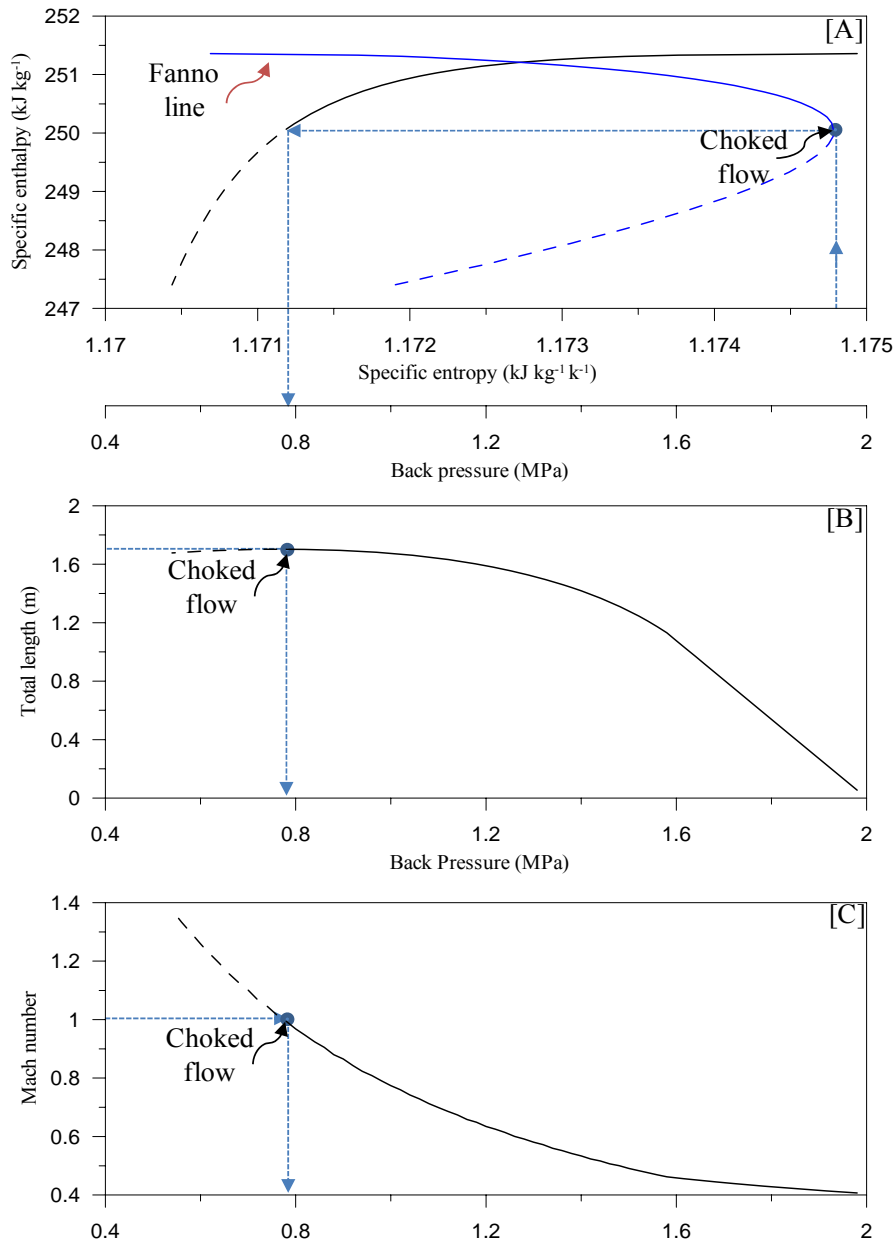 [A]
252
251
250
249
248
247
Specific enthalpy (kJ kg-1)
Fanno
line
Choked
flow
1.17 1.171 1.172 1.173 1.174 1.175
Specific entropy (kJ kg-1 k-1)
0.4 0.8 1.2 1.6 2
Back pressure (MPa)
[B]
2
1.6
1.2
0.8
0.4
0
Total length (m)
Choked
flow
0.4 0.8 1.2 1.6 2
Back Pressure (MPa)
[C]
1.4
1.2
1
0.8
0.6
0.4
Mach number
Choked
flow
0.4 0.8 1.2 1.6 2
Back Pressure (MPa)